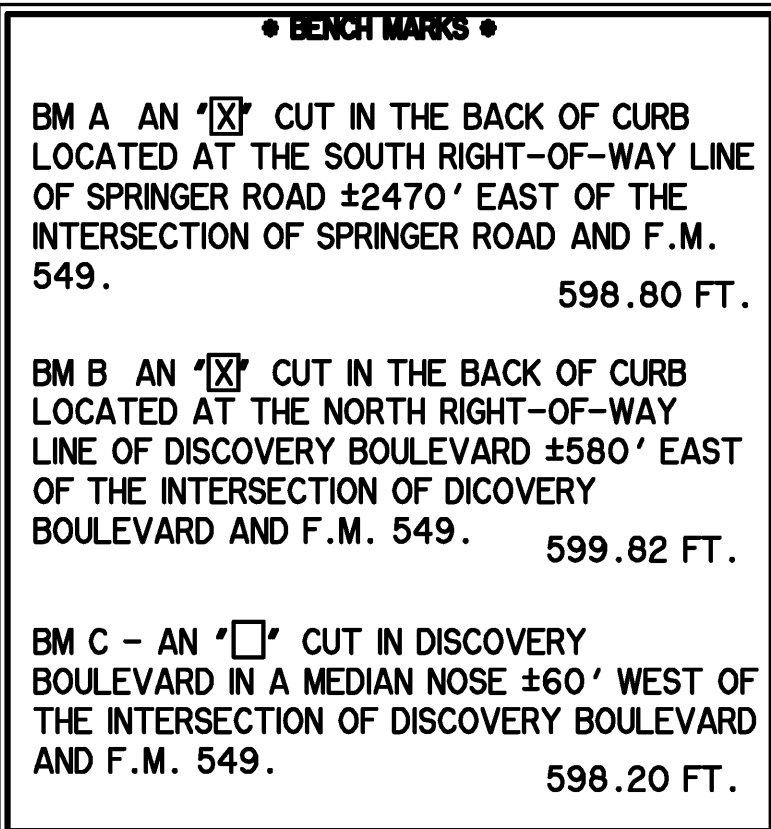 * BENCH MARKS *
BM A AN "☒" CUT IN THE BACK OF CURB
LOCATED AT THE SOUTH RIGHT-OF-WAY LINE
OF SPRINGER ROAD ±2470' EAST OF THE
INTERSECTION OF SPRINGER ROAD AND F.M.
549.
598.80 FT.
BM B AN "☒" CUT IN THE BACK OF CURB
LOCATED AT THE NORTH RIGHT-OF-WAY
LINE OF DISCOVERY BOULEVARD ±580' EAST
OF THE INTERSECTION OF DICOVERY
BOULEVARD AND F.M. 549.
599.82 FT.
BM C - AN "☐" CUT IN DISCOVERY
BOULEVARD IN A MEDIAN NOSE ±60' WEST OF
THE INTERSECTION OF DISCOVERY BOULEVARD
AND F.M. 549.
598.20 FT.